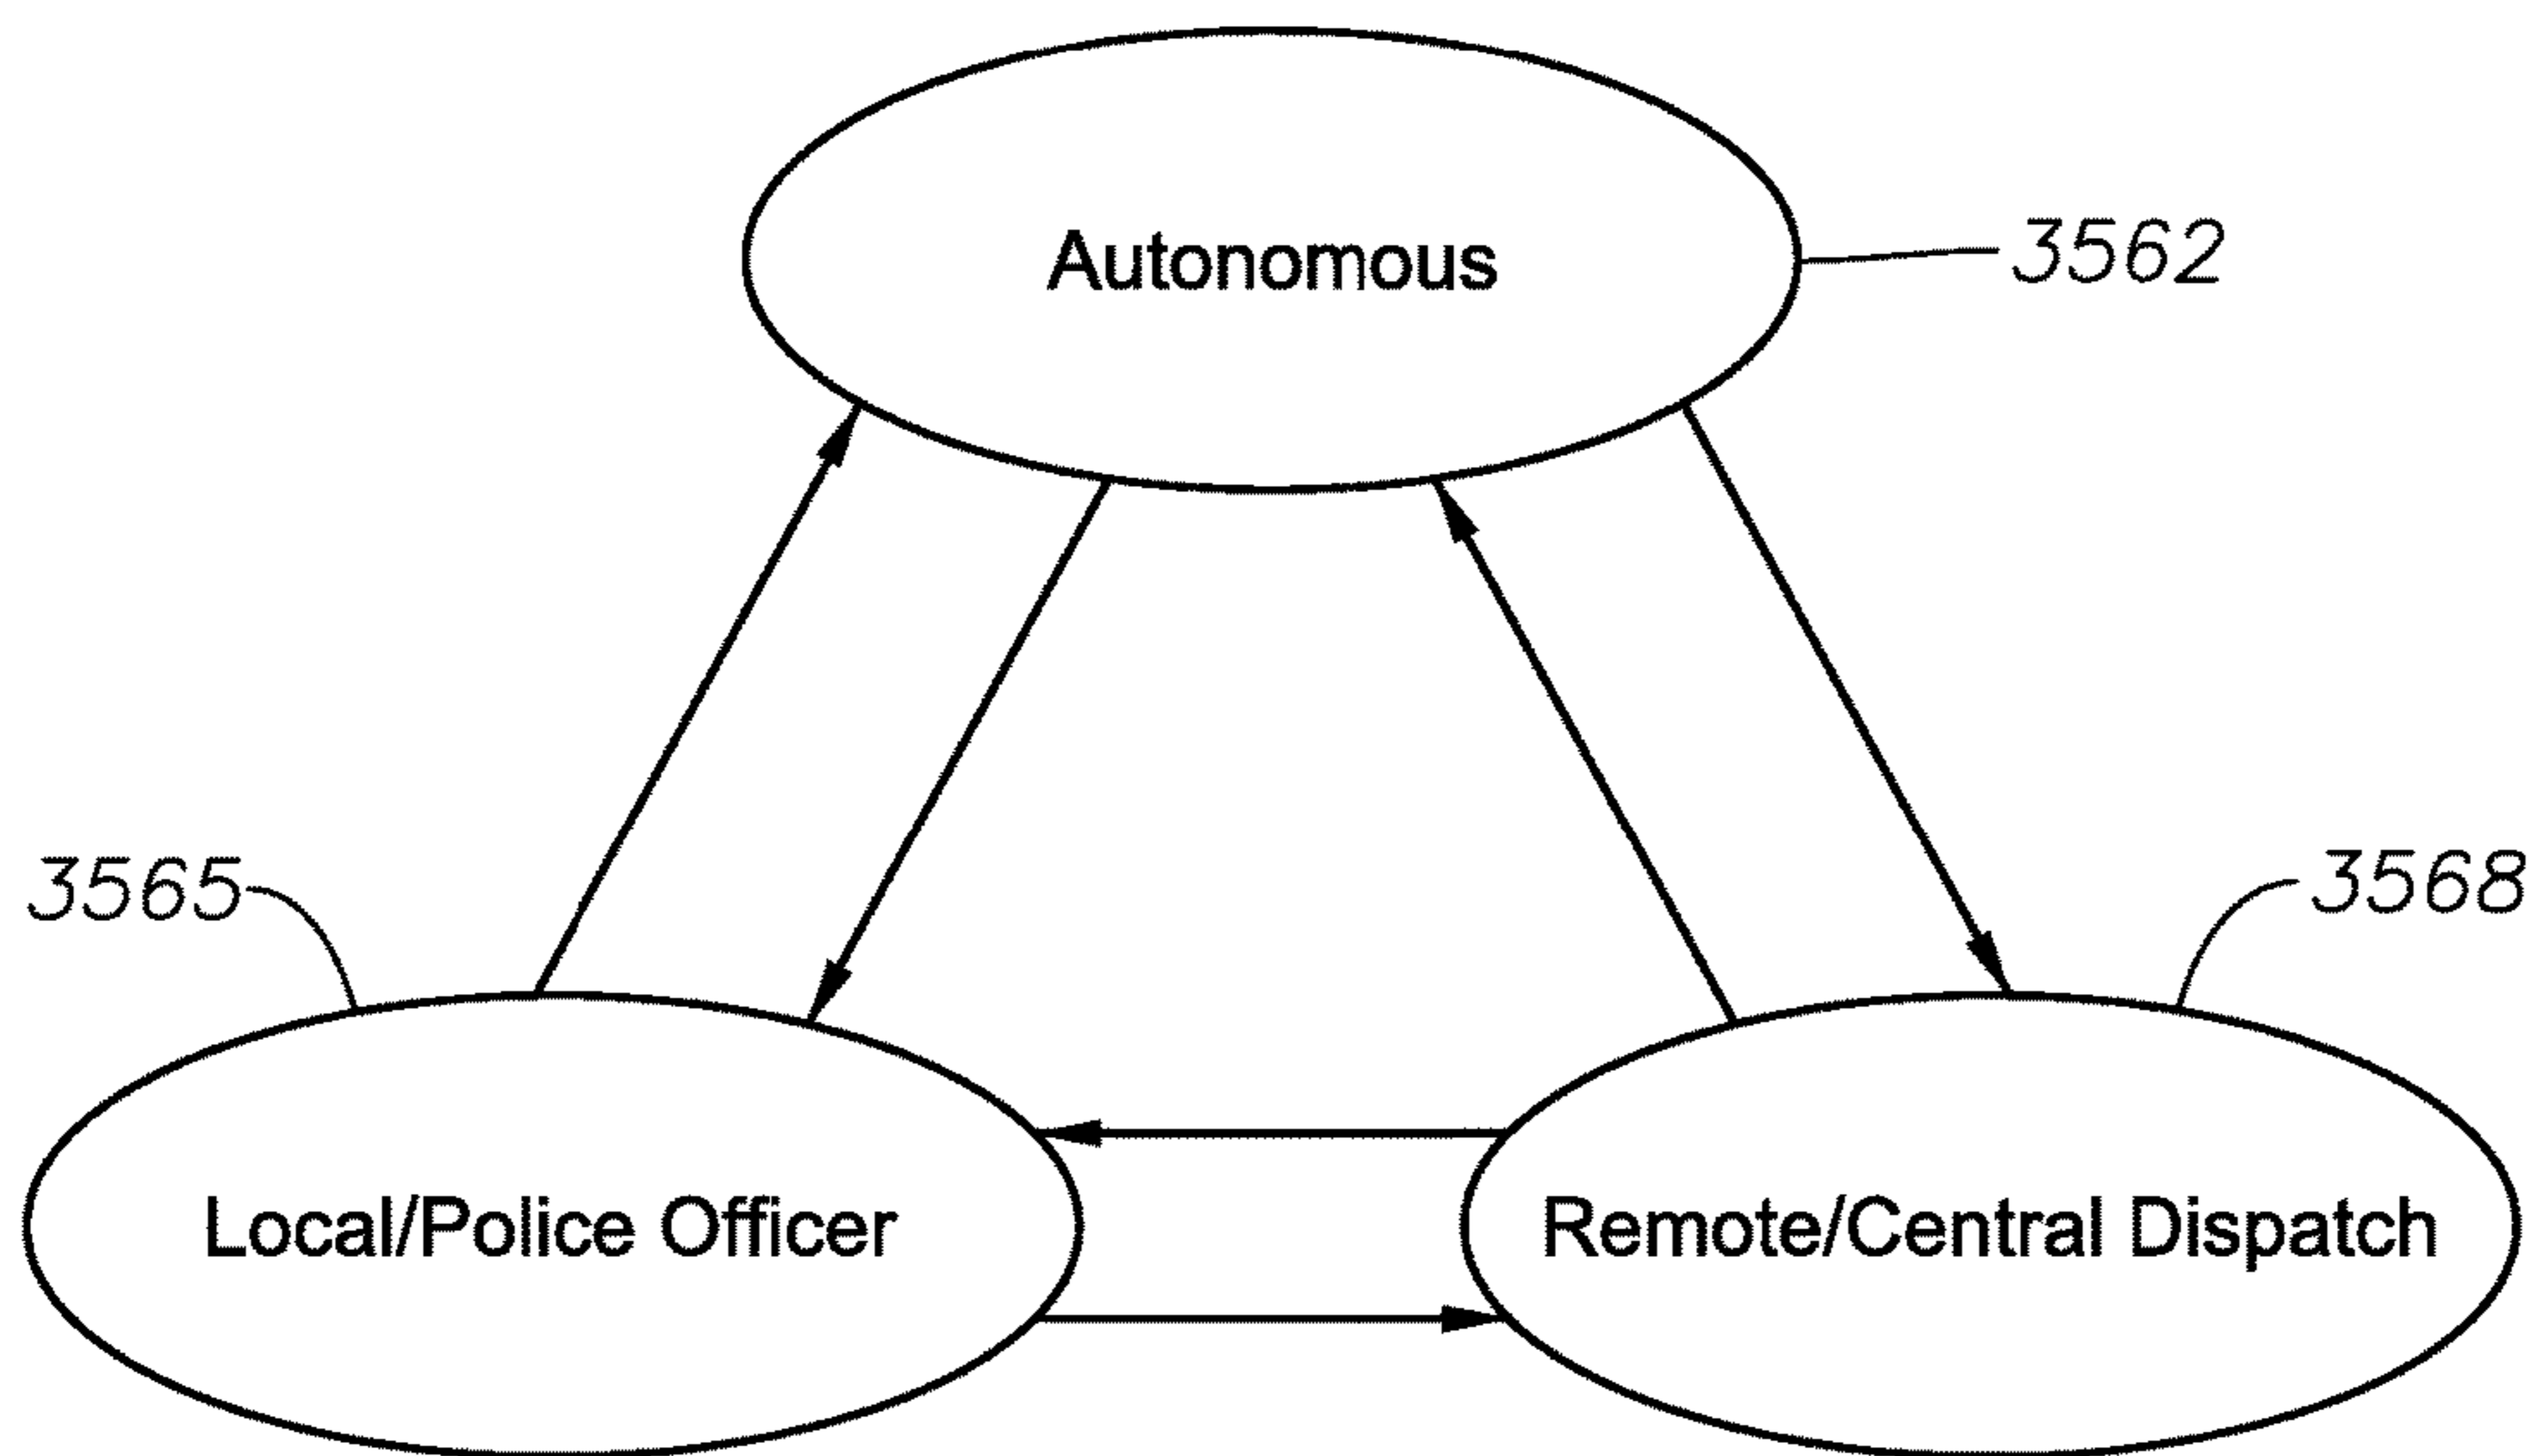 Autonomous
3562
3565
3568
Local/Police Officer
Remote/Central Dispatch